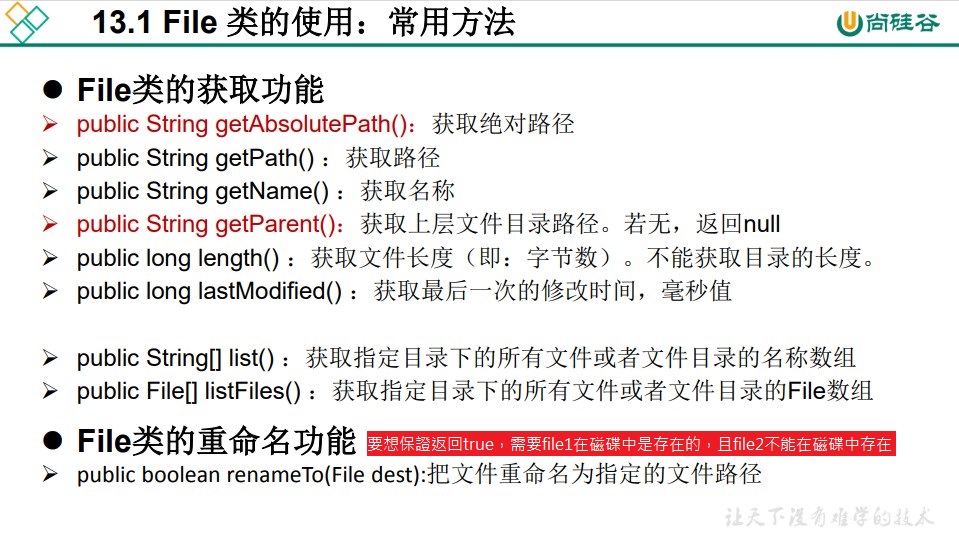 13.1 File 类的使用：常用方法
尚硅谷
File类的获取功能
public String getAbsolutePath()：获取绝对路径
public String getPath() ：获取路径
public String getName() ：获取名称
public String getParent()：获取上层文件目录路径。若无，返回null
public long length() ：获取文件长度（即：字节数）。不能获取目录的长度。
public long lastModified() ：获取最后一次的修改时间，毫秒值
public String[] list() ：获取指定目录下的所有文件或者文件目录的名称数组
public File[] listFiles() ：获取指定目录下的所有文件或者文件目录的File数组
File类的重命名功能 要想保證返回true，需要file1在磁碟中是存在的，且file2不能在磁碟中存在
public boolean renameTo(File dest):把文件重命名为指定的文件路径
让天下没有难学的技术